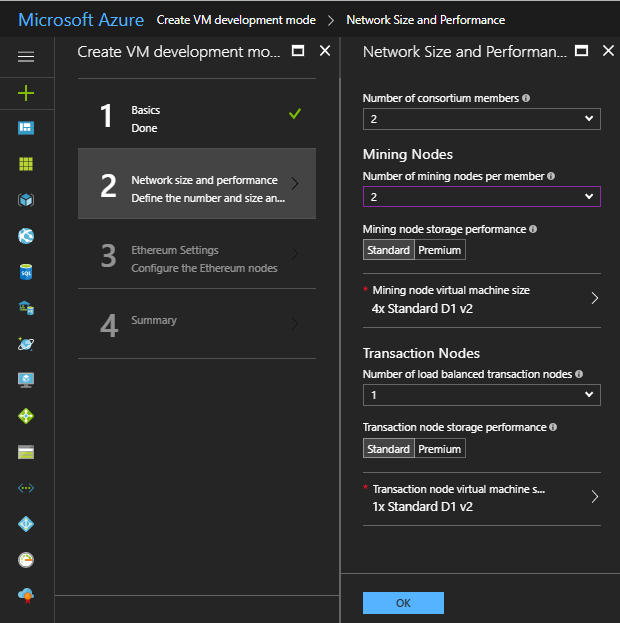 Microsoft Azure Create VM development mode > Network Size and Performance
Create VM development mo...
1
Basics
Done
2
Network size and performance
Define the number and size an...
3
Ethereum Settings
Configure the Ethereum nodes
4
Summary
Network Size and Performan...
Number of consortium members
2
Mining Nodes
Number of mining nodes per member
2
Mining node storage performance
Standard Premium
* Mining node virtual machine size
4x Standard D1 v2
Transaction Nodes
Number of load balanced transaction nodes
1
Transaction node storage performance
Standard Premium
* Transaction node virtual machine s...
1x Standard D1 v2
OK
SQL